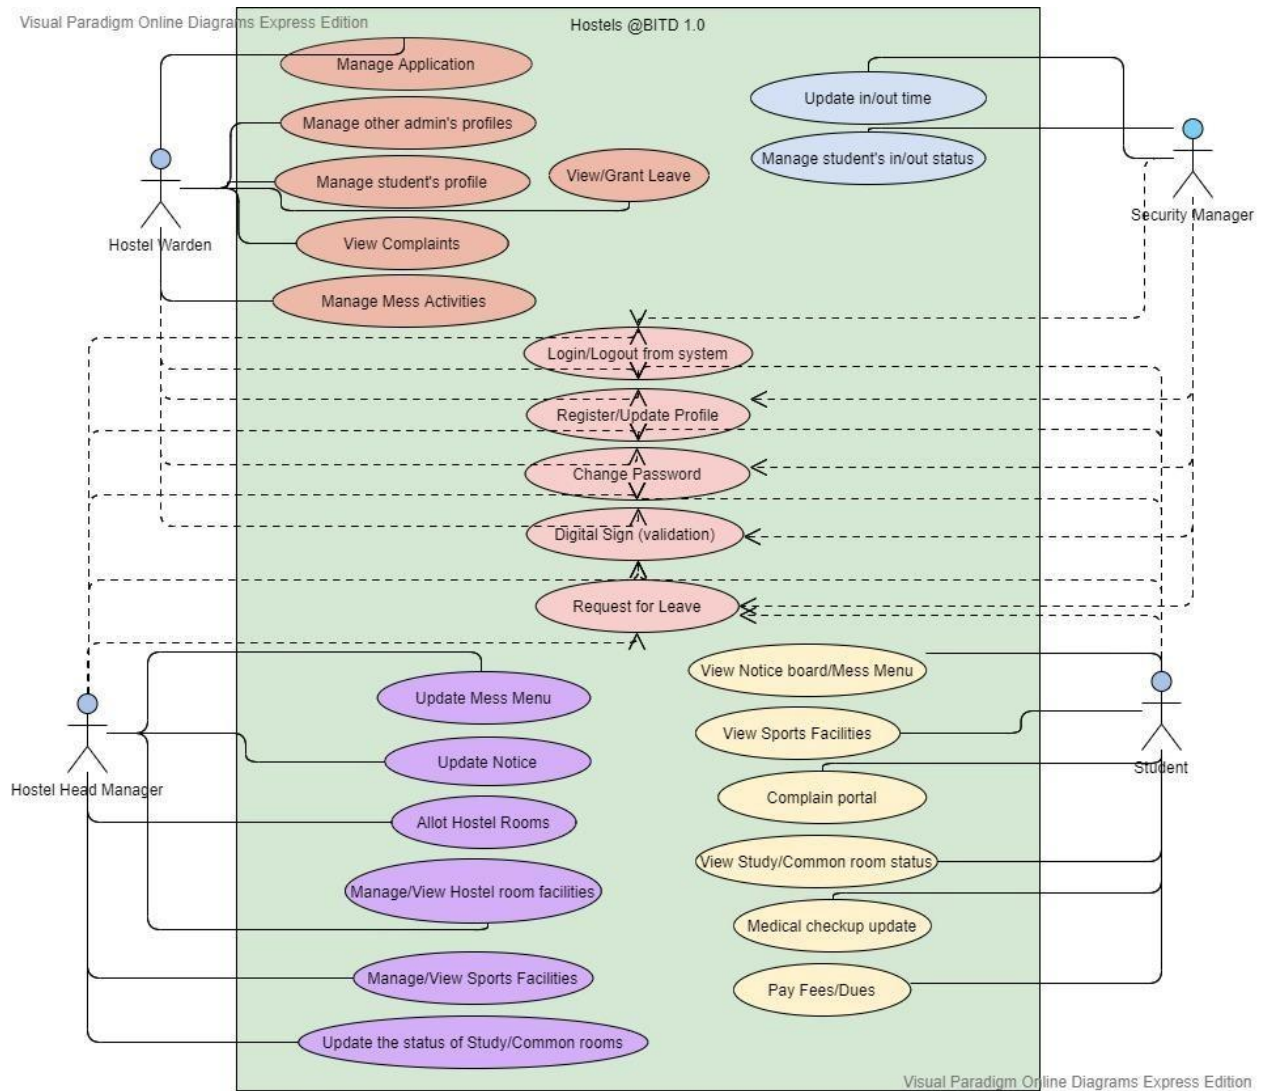 Visual Paradigm Online Diagrams Express Edition
Hostels @BITD 1.0
Manage Application
Update in/out time
Manage other admin's profiles
Manage student's in/out status
Manage student's profile
View/Grant Leave
Hostel Warden
Security Manager
View Complaints
Manage Mess Activities
Login/Logout from system
Register/Update Profile
Change Password
Digital Sign (validation)
Request for Leave
View Notice board/Mess Menu
Update Mess Menu
View Sports Facilities
Update Notice
Student
Hostel Head Manager
Complain portal
Allot Hostel Rooms
View Study/Common room status
Manage/View Hostel room facilities
Medical checkup update
Manage/View Sports Facilities
Pay Fees/Dues
Update the status of Study/Common rooms
Visual Paradigm Online Diagrams Express Edition